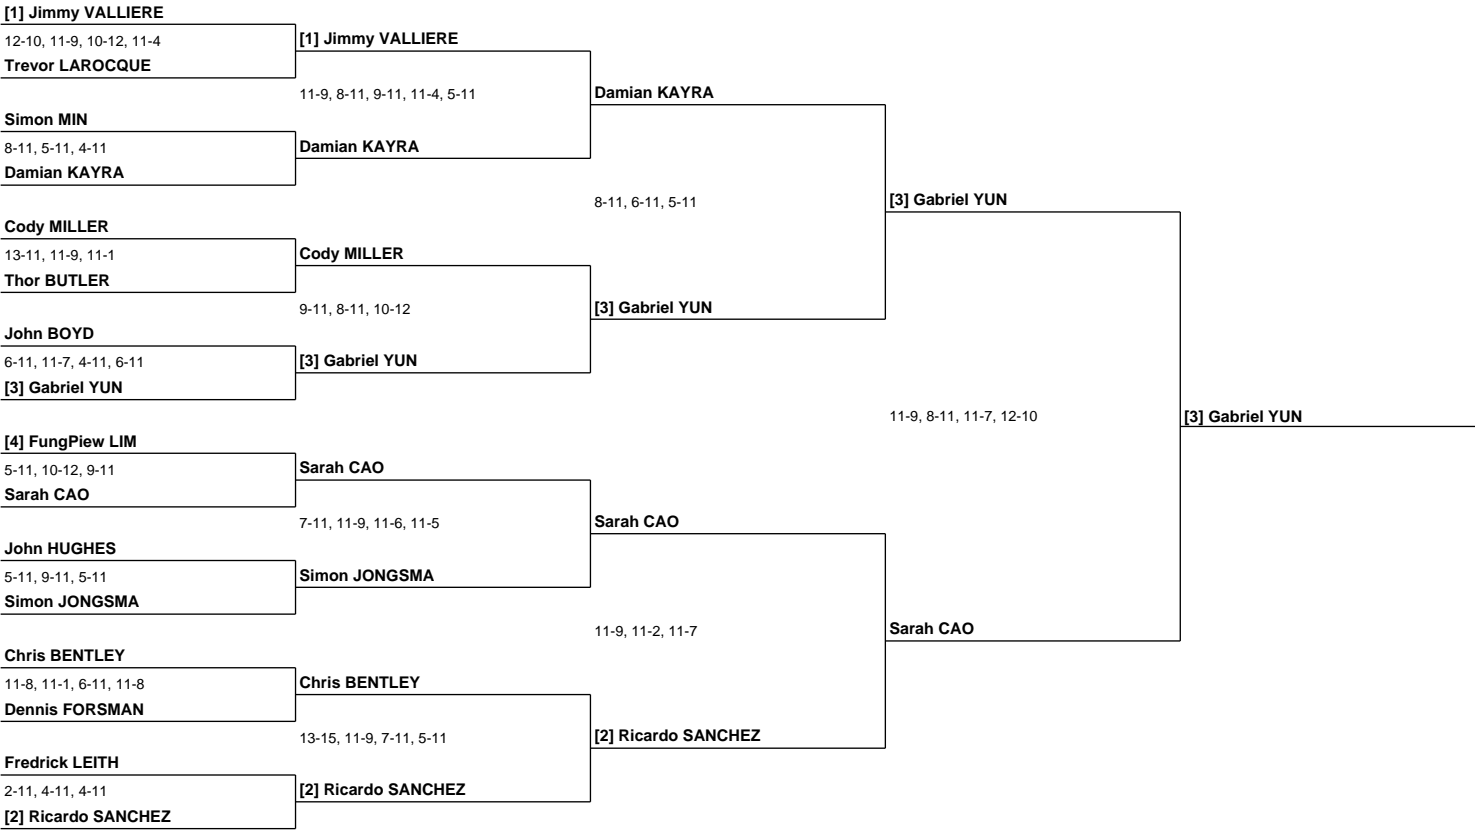 [1] Jimmy VALLIERE
12-10, 11-9, 10-12, 11-4
Trevor LAROCQUE
Simon MIN
8-11, 5-11, 4-11
Damian KAYRA
Cody MILLER
13-11, 11-9, 11-1
Thor BUTLER
John BOYD
6-11, 11-7, 4-11, 6-11
[3] Gabriel YUN
[4] FungPiew LIM
5-11, 10-12, 9-11
Sarah CAO
John HUGHES
5-11, 9-11, 5-11
Simon JONGSMA
Chris BENTLEY
11-8, 11-1, 6-11, 11-8
Dennis FORSMAN
Fredrick LEITH
2-11, 4-11, 4-11
[2] Ricardo SANCHEZ
[1] Jimmy VALLIERE
11-9, 8-11, 9-11, 11-4, 5-11
Damian KAYRA
Cody MILLER
9-11, 8-11, 10-12
[3] Gabriel YUN
Sarah CAO
7-11, 11-9, 11-6, 11-5
Simon JONGSMA
Chris BENTLEY
13-15, 11-9, 7-11, 5-11
[2] Ricardo SANCHEZ
Damian KAYRA
8-11, 6-11, 5-11
[3] Gabriel YUN
Sarah CAO
11-9, 11-2, 11-7
[2] Ricardo SANCHEZ
[3] Gabriel YUN
11-9, 8-11, 11-7, 12-10
Sarah CAO
[3] Gabriel YUN